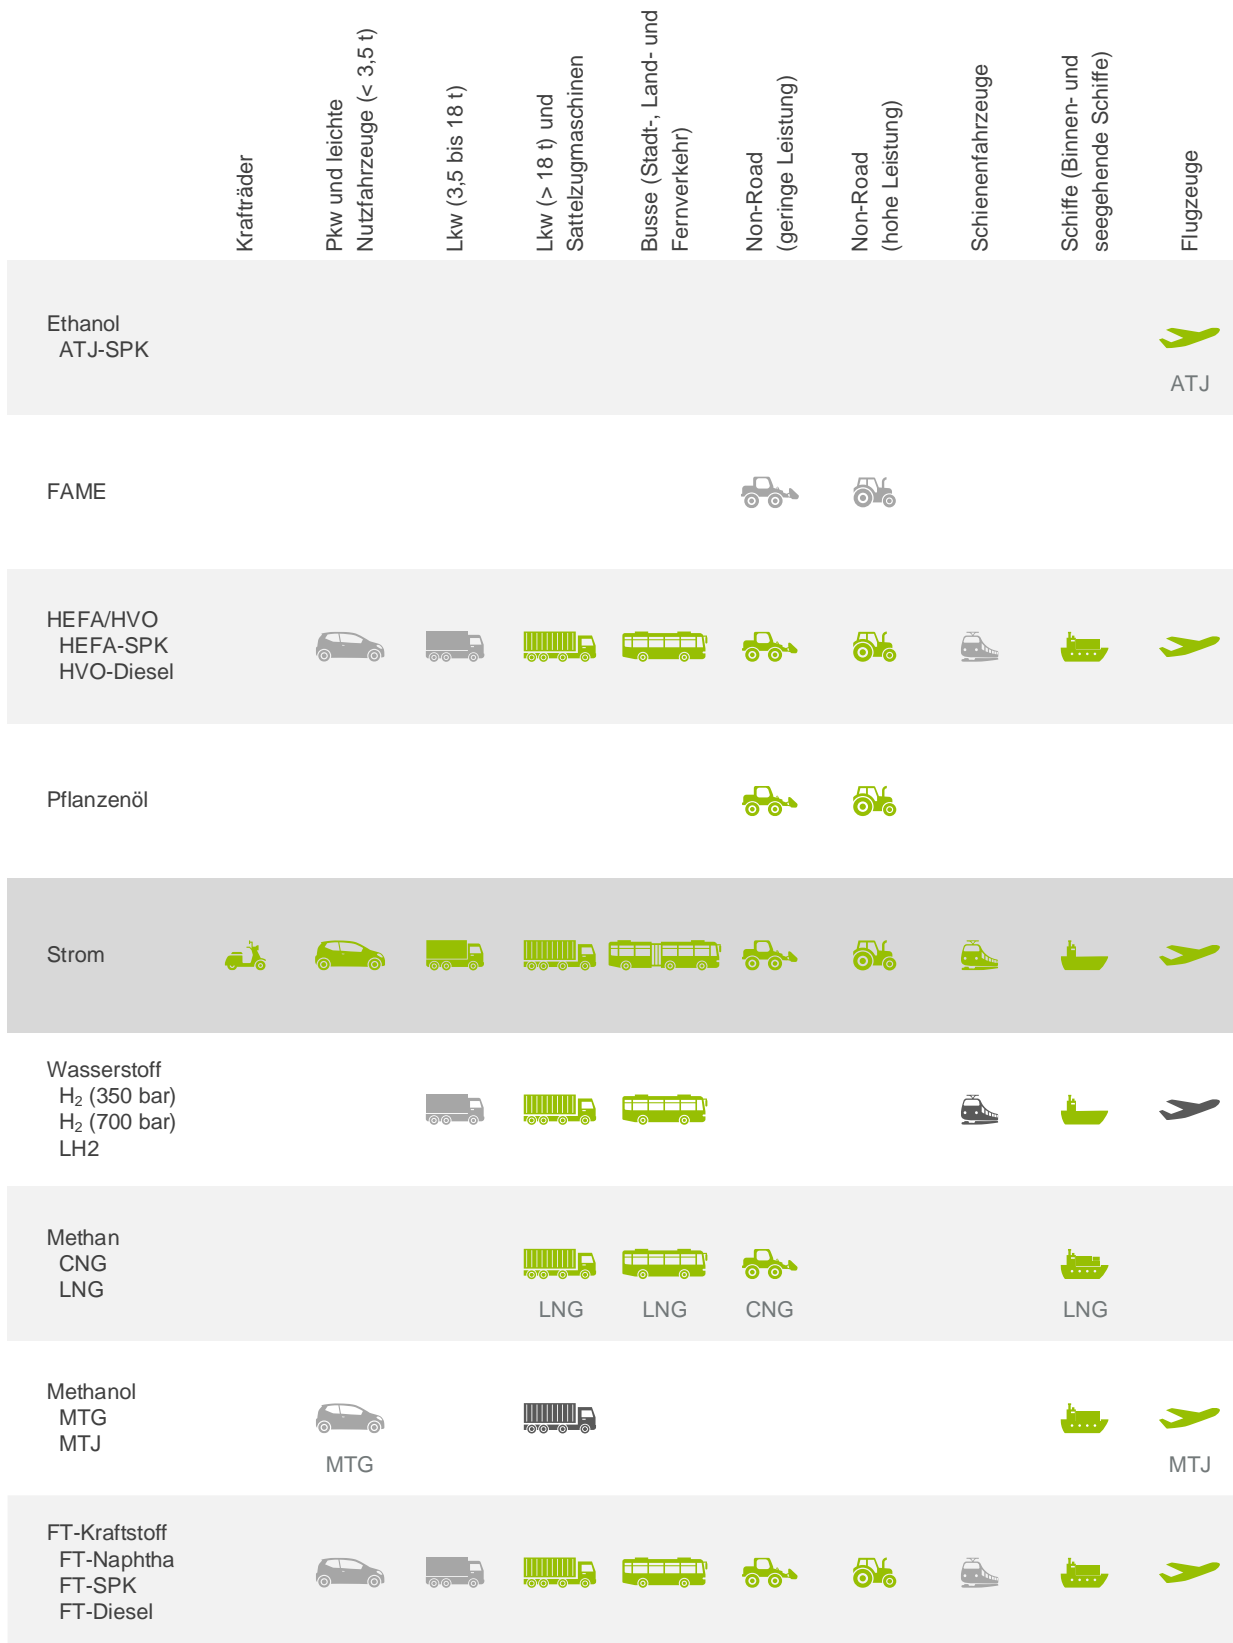 Krafträder
Pkw und leichte
Nutzfahrzeuge (< 3,5 t)
Lkw (3,5 bis 18 t)
Lkw (> 18 t) und
Sattelzugmaschinen
Busse (Stadt-, Land- und
Fernverkehr)
Non-Road
(geringe Leistung)
Non-Road
(hohe Leistung)
Schienenfahrzeuge
Schiffe (Binnen- und
seegehende Schiffe)
Flugzeuge
Ethanol
ATJ-SPK
ATJ
FAME
HEFA/HVO
HEFA-SPK
HVO-Diesel
Pflanzenöl
Strom
Wasserstoff
H₂ (350 bar)
H₂ (700 bar)
LH2
Methan
CNG
LNG
LNG LNG CNG LNG
Methanol
MTG
MTJ
MTG MTJ
FT-Kraftstoff
FT-Naphtha
FT-SPK
FT-Diesel